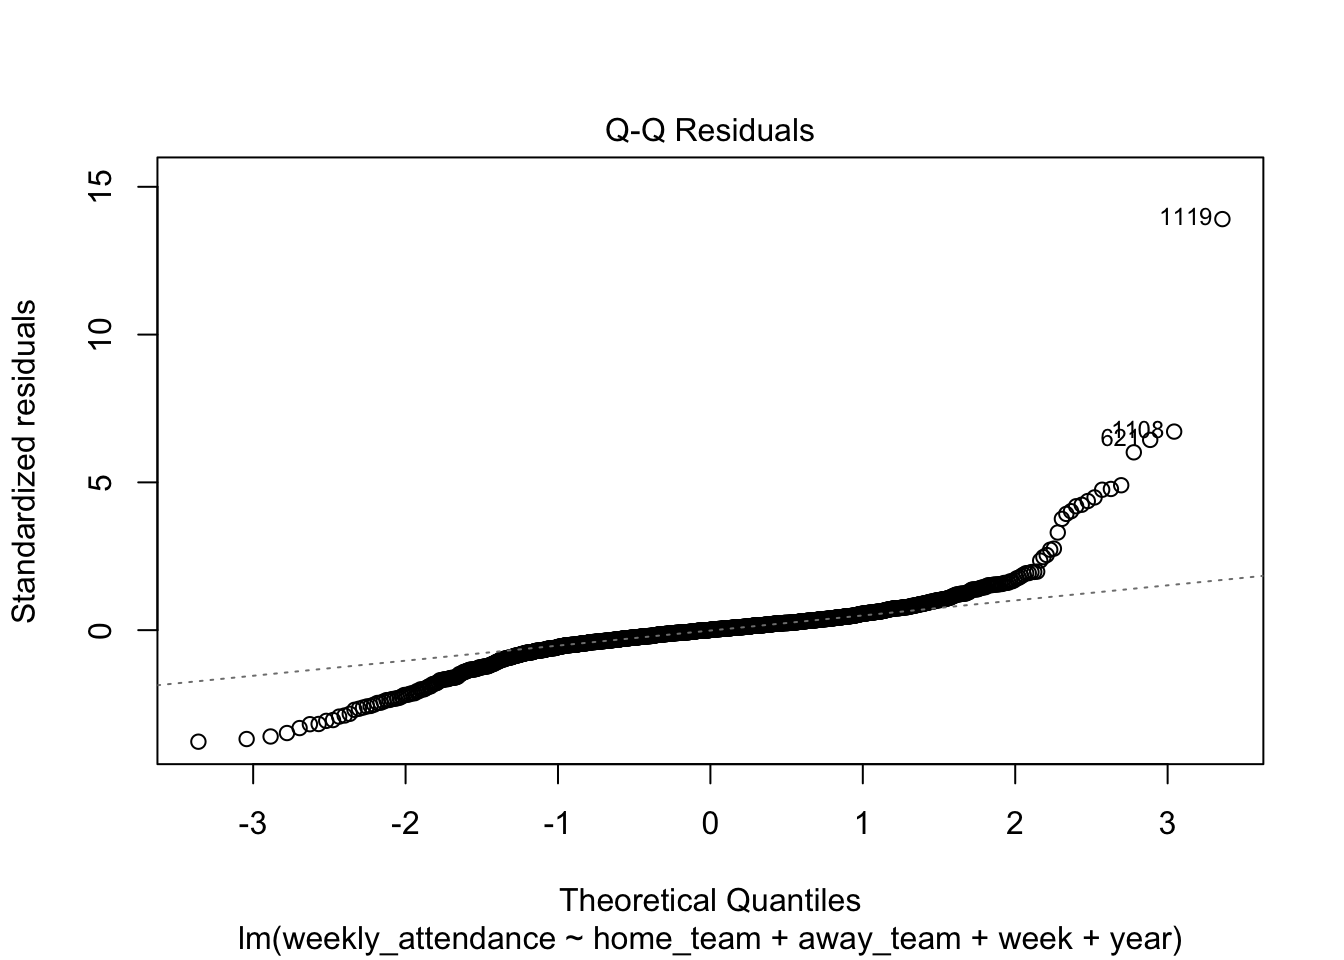 Q-Q Residuals
15
10
5
0
Standardized residuals
1119
1108
621
-3 -2 -1 0 1 2 3
Theoretical Quantiles
lm(weekly_attendance ~ home_team + away_team + week + year)